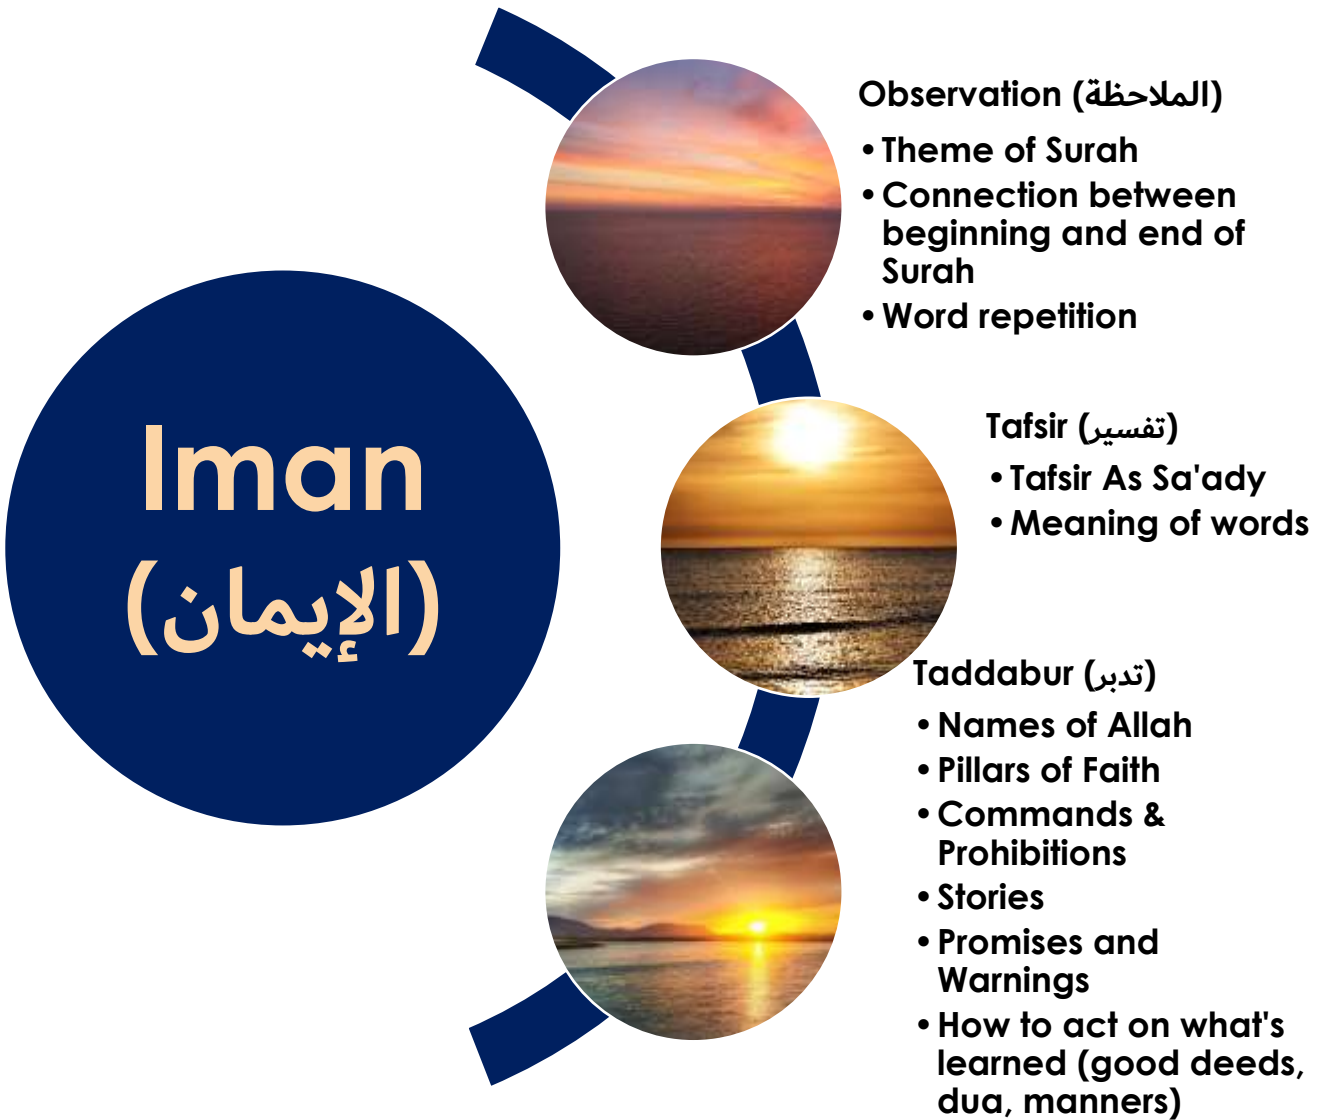 Iman
(الإيمان)
Observation (الملاحظة)
• Theme of Surah
• Connection between
beginning and end of
Surah
• Word repetition
Tafsir (تفسير)
• Tafsir As Sa'ady
• Meaning of words
Taddabur (تدبر)
• Names of Allah
• Pillars of Faith
• Commands &
Prohibitions
• Stories
• Promises and
Warnings
• How to act on what's
learned (good deeds,
dua, manners)